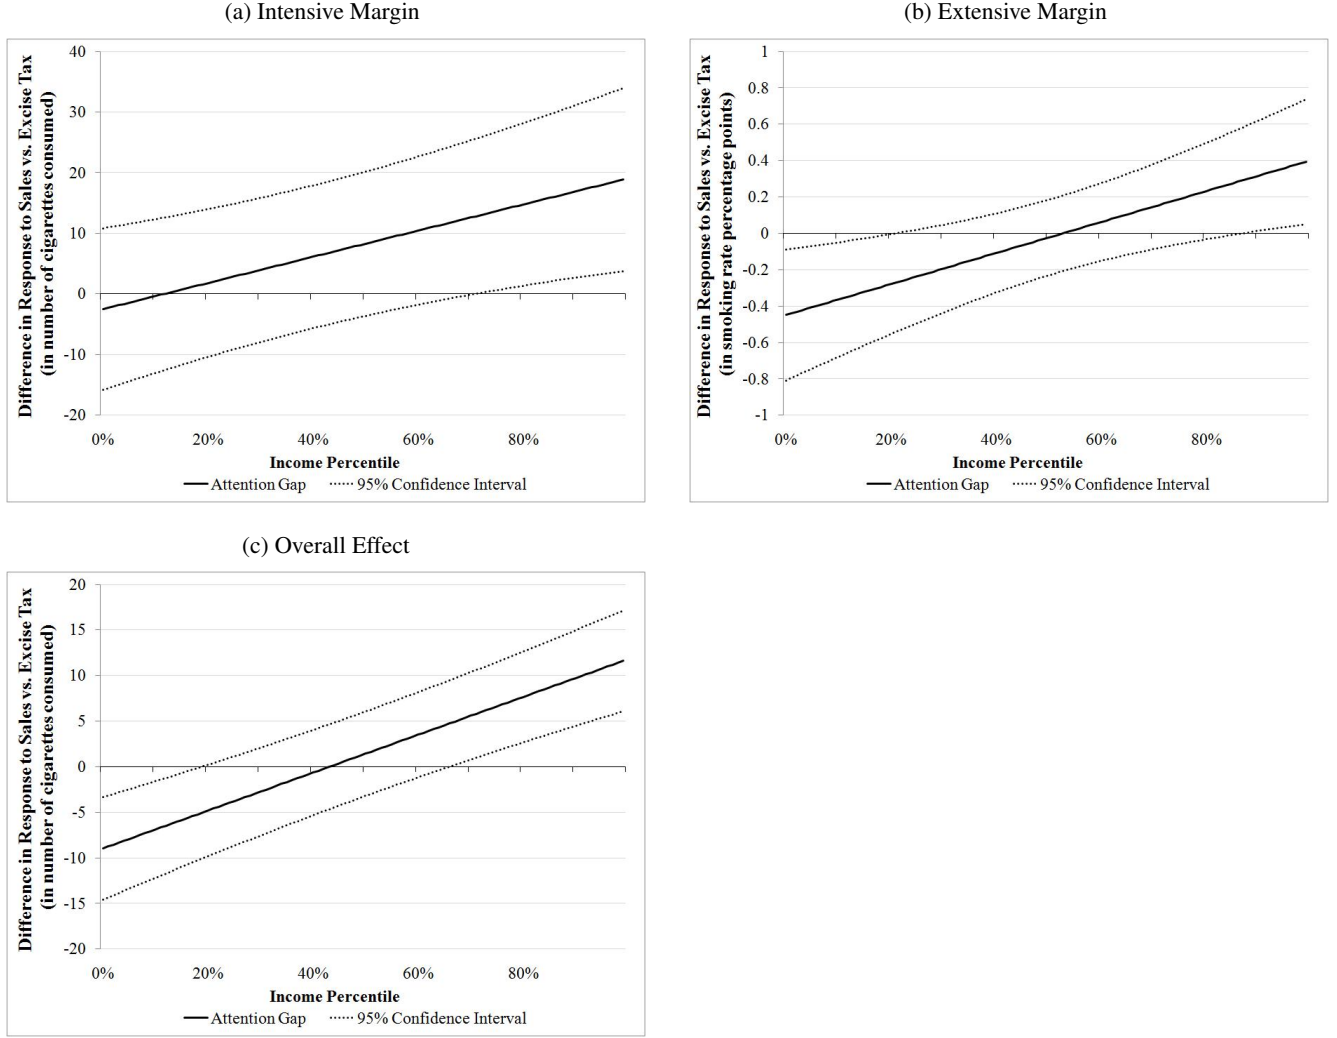 (a) Intensive Margin
Difference in Response to Sales vs. Excise Tax
(in number of cigarettes consumed)
40
30
20
10
0
-10
-20
0% 20% 40% 60% 80%
Income Percentile
Attention Gap 95% Confidence Interval
(b) Extensive Margin
Difference in Response to Sales vs. Excise Tax
(in smoking rate percentage points)
1
0.8
0.6
0.4
0.2
0
-0.2
-0.4
-0.6
-0.8
-1
0% 20% 40% 60% 80%
Income Percentile
Attention Gap 95% Confidence Interval
(c) Overall Effect
Difference in Response to Sales vs. Excise Tax
(in number of cigarettes consumed)
20
15
10
5
0
-5
-10
-15
-20
0% 20% 40% 60% 80%
Income Percentile
Attention Gap 95% Confidence Interval